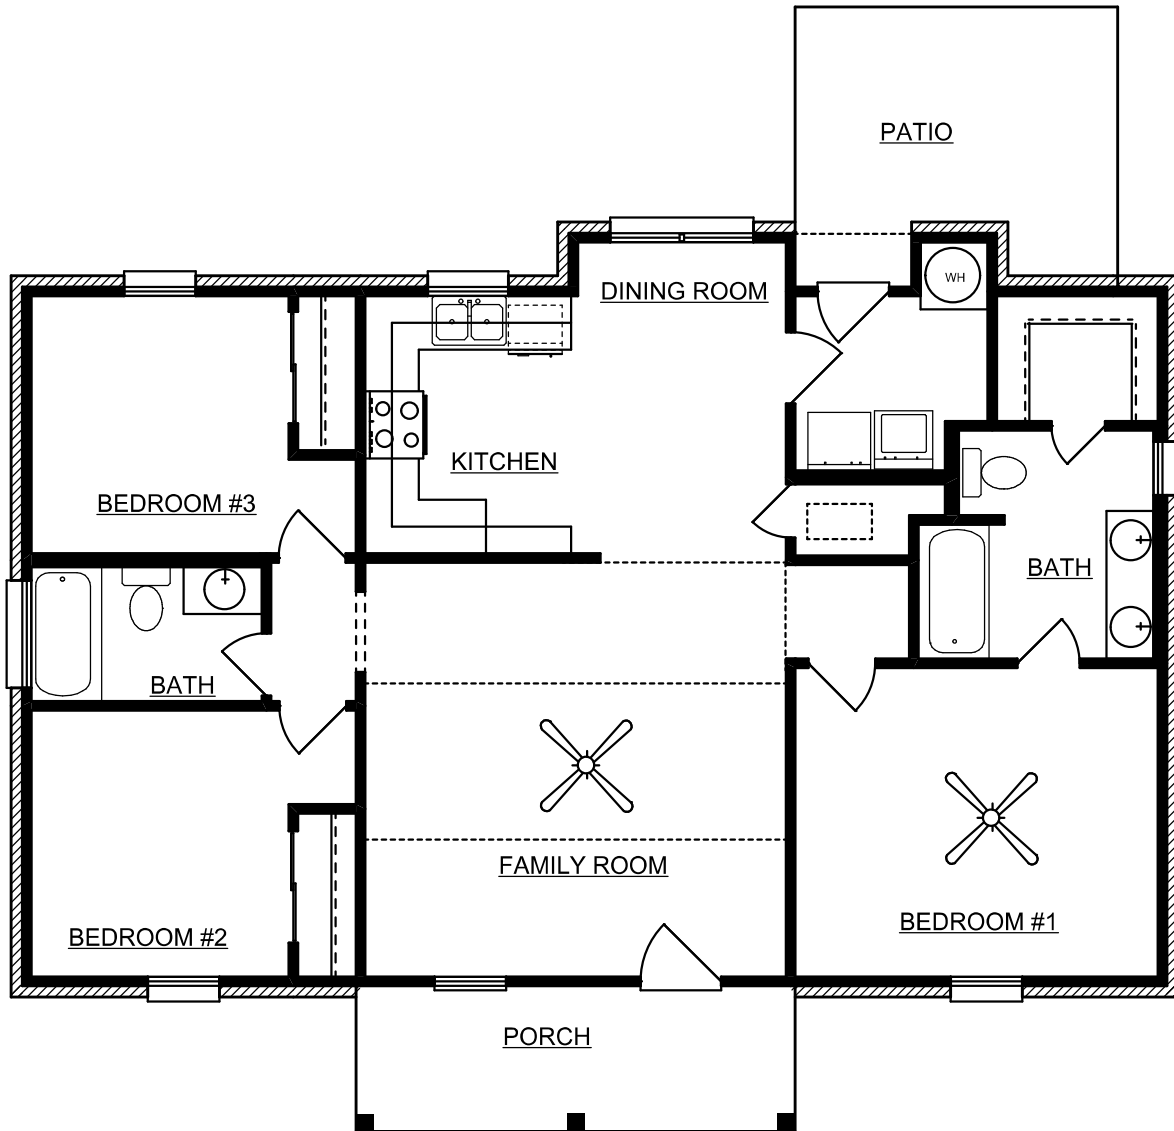 PATIO
DINING ROOM
WH
KITCHEN
BEDROOM #3
BATH
BATH
FAMILY ROOM
BEDROOM #1
BEDROOM #2
PORCH